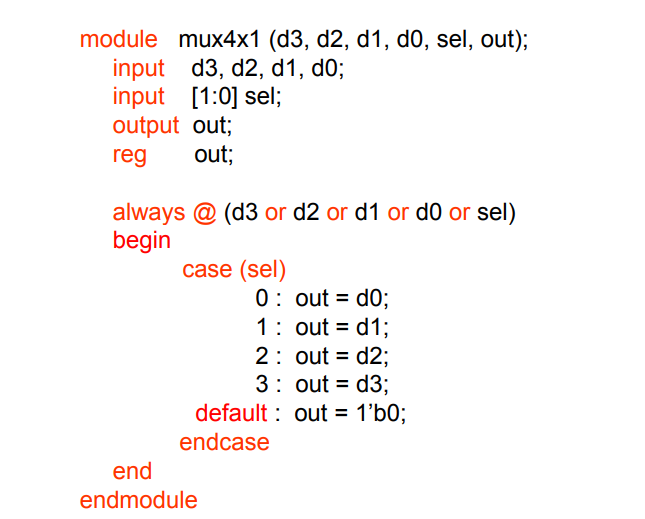 module mux4x1 (d3, d2, d1, d0, sel, out);
input d3, d2, d1, d0;
input [1:0] sel;
output out;
reg out;
always @ (d3 or d2 or d1 or d0 or sel)
begin
case (sel)
0 : out = d0;
1 : out = d1;
2 : out = d2;
3 : out = d3;
default : out = 1’b0;
endcase
end
endmodule